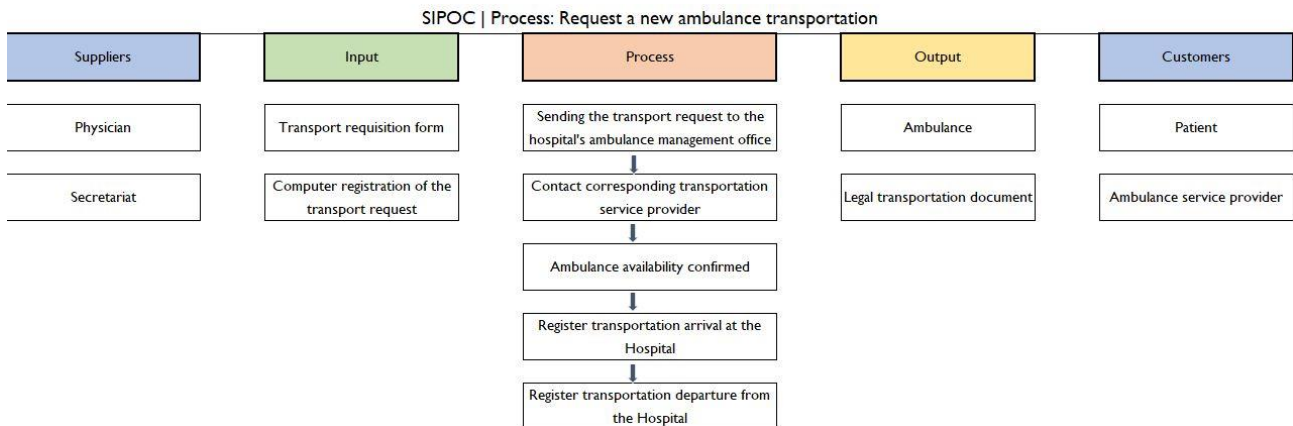 SIPOC | Process: Request a new ambulance transportation
Suppliers
Input
Process
Output
Customers
Physician
Transport requisition form
Sending the transport request to the
hospital's ambulance management office
Ambulance
Patient
Secretariat
Computer registration of the
transport request
Contact corresponding transportation
service provider
Legal transportation document
Ambulance service provider
Ambulance availability confirmed
Register transportation arrival at the
Hospital
Register transportation departure from
the Hospital